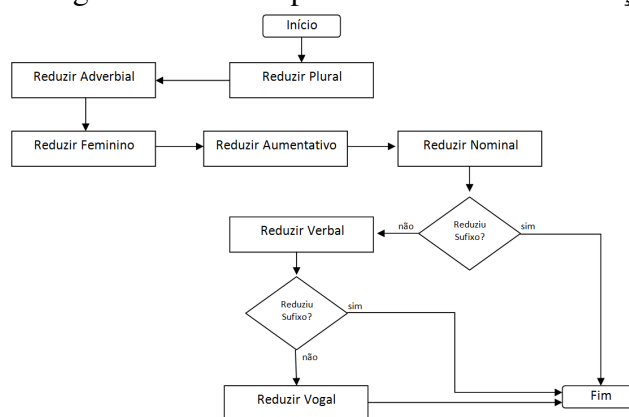 Início
Reduzir Plural
Reduzir Adverbial
Reduzir Feminino
Reduzir Aumentativo
Reduzir Nominal
Reduziu
Sufixo?
não
sim
Reduzir Verbal
Reduziu
Sufixo?
sim
não
Reduzir Vogal
Fim